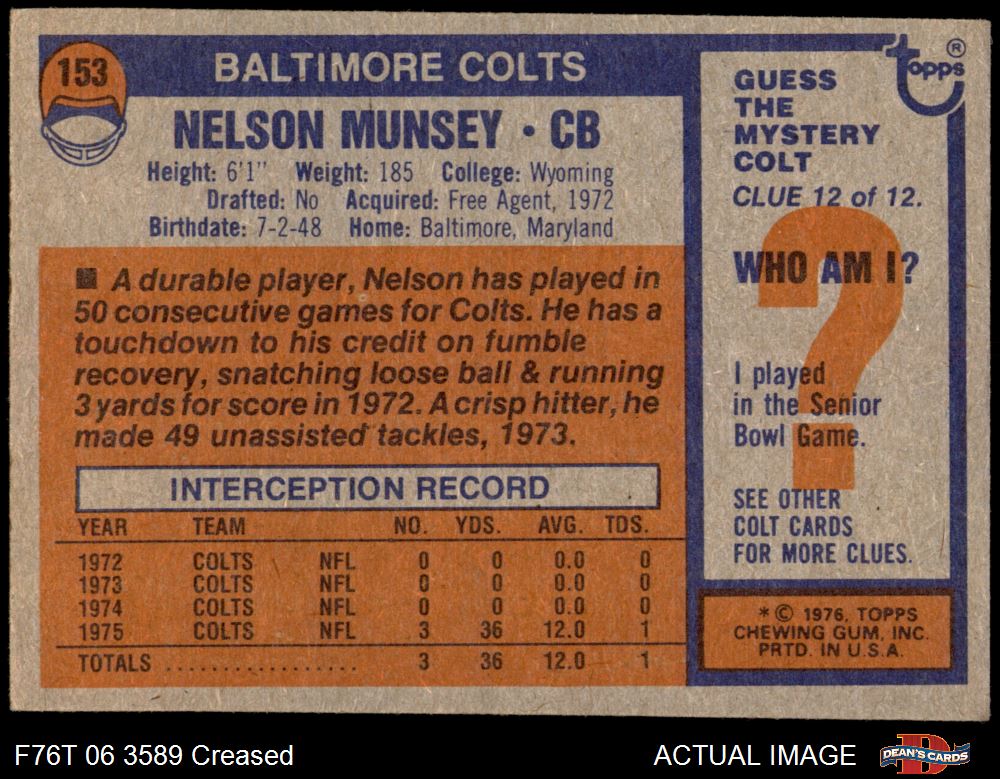 153
BALTIMORE COLTS
NELSON MUNSEY • CB
Height: 6'1" Weight: 185 College: Wyoming
Drafted: No Acquired: Free Agent, 1972
Birthdate: 7-2-48 Home: Baltimore, Maryland
■ A durable player, Nelson has played in
50 consecutive games for Colts. He has a
touchdown to his credit on fumble
recovery, snatching loose ball & running
3 yards for score in 1972. A crisp hitter, he
made 49 unassisted tackles, 1973.
INTERCEPTION RECORD
YEAR TEAM NO. YDS. AVG. TDS.
1972 COLTS NFL 0 0 0.0 0
1973 COLTS NFL 0 0 0.0 0
1974 COLTS NFL 0 0 0.0 0
1975 COLTS NFL 3 36 12.0 1
TOTALS .................. 3 36 12.0 1
topps ®
GUESS
THE
MYSTERY
COLT
CLUE 12 of 12.
?
WHO AM I?
I played
in the Senior
Bowl Game.
SEE OTHER
COLT CARDS
FOR MORE CLUES.
* © 1976, TOPPS
CHEWING GUM, INC.
PRTD. IN U.S.A.
F76T 06 3589 Creased
ACTUAL IMAGE
DEAN'S CARDS